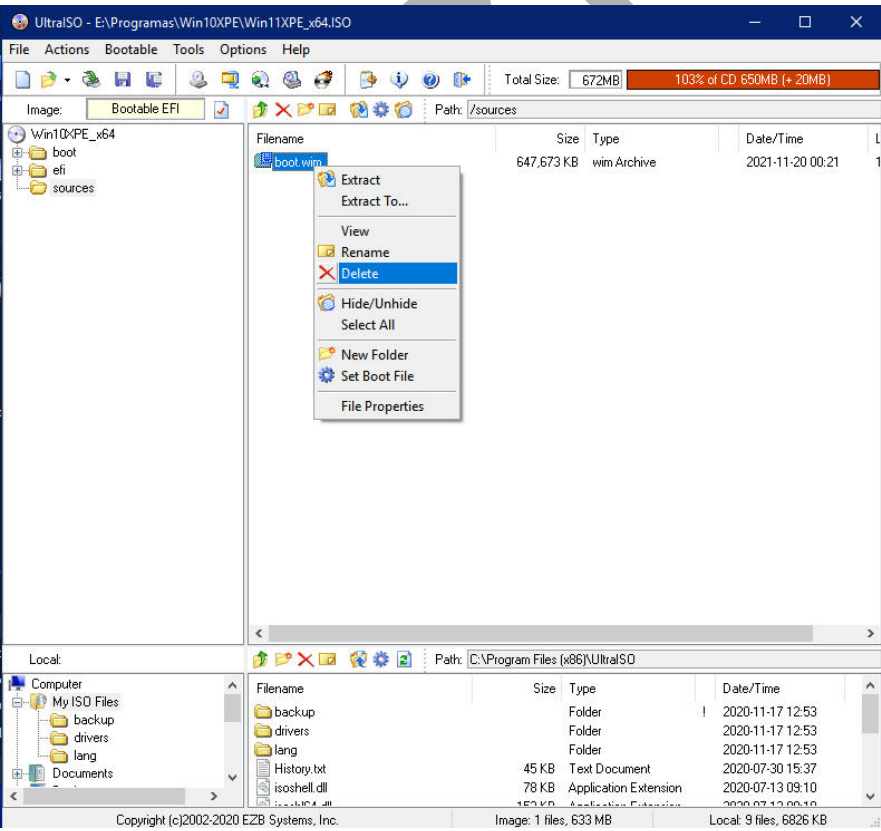 UltraISO - E:\Programas\Win10XPE\Win11XPE_x64.ISO
File Actions Bootable Tools Options Help
Total Size: 672MB 103% of CD 650MB (+ 20MB)
Image: Bootable EFI Path: /sources
Win10XPE_x64
boot
efi
sources
Filename Size Type Date/Time L
boot.wim 647,673 KB wim Archive 2021-11-20 00:21 1
Extract
Extract To...
View
Rename
Delete
Hide/Unhide
Select All
New Folder
Set Boot File
File Properties
Local: Path: C:\Program Files (x86)\UltraISO
Computer
My ISO Files
backup
drivers
lang
Documents
Filename Size Type Date/Time
backup Folder ! 2020-11-17 12:53
drivers Folder 2020-11-17 12:53
lang Folder 2020-11-17 12:53
History.txt 45 KB Text Document 2020-07-30 15:37
isoshell.dll 78 KB Application Extension 2020-07-13 09:10
Copyright (c)2002-2020 EZB Systems, Inc. Image: 1 files, 633 MB Local: 9 files, 6826 KB